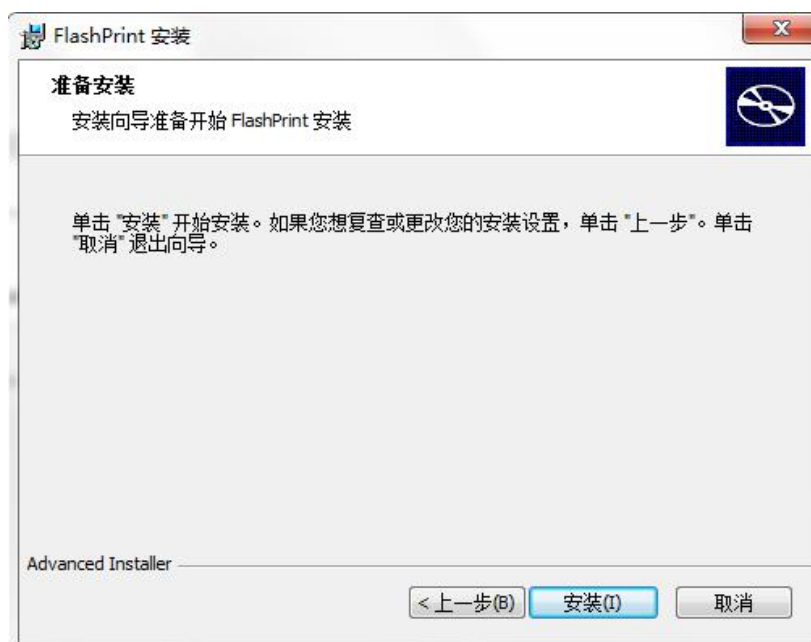 FlashPrint 安装
准备安装
安装向导准备开始 FlashPrint 安装
单击 "安装" 开始安装。如果您想复查或更改您的安装设置，单击 "上一步"。单击
"取消" 退出向导。
Advanced Installer
< 上一步(B)
安装(I)
取消